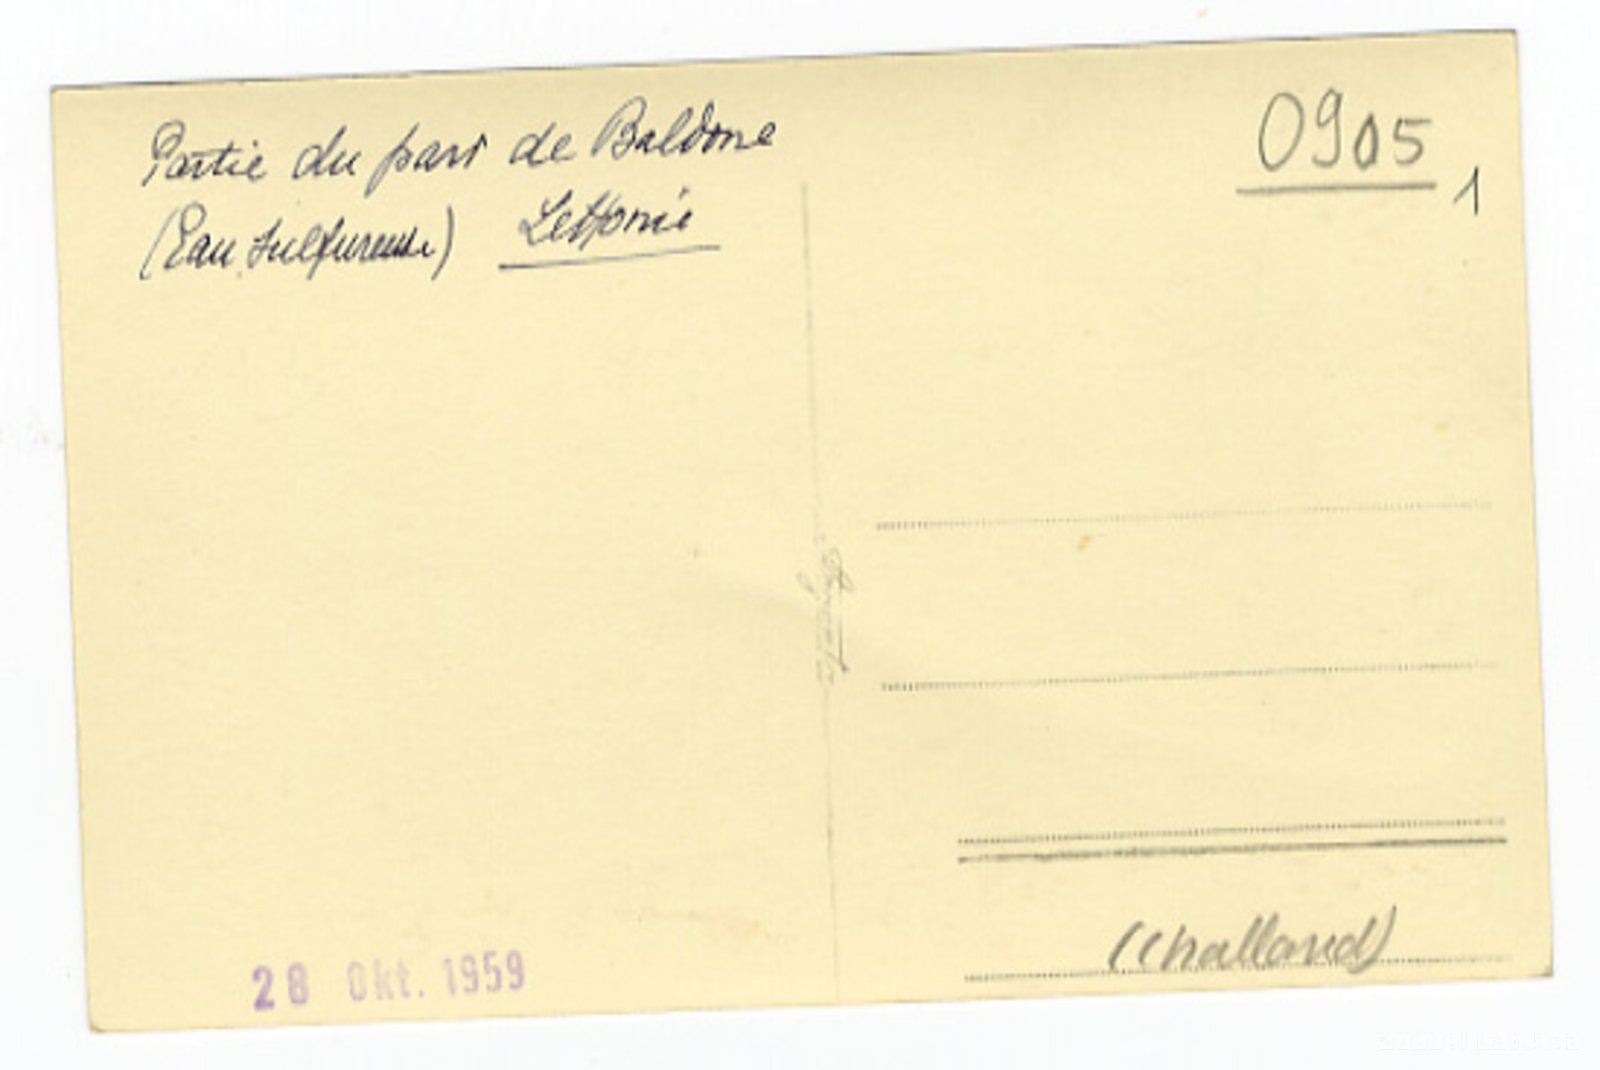 Partie du parc de Baldone
(Eau sulfureuse) Lettonie
0905
1
28 Okt. 1959
(Challand)